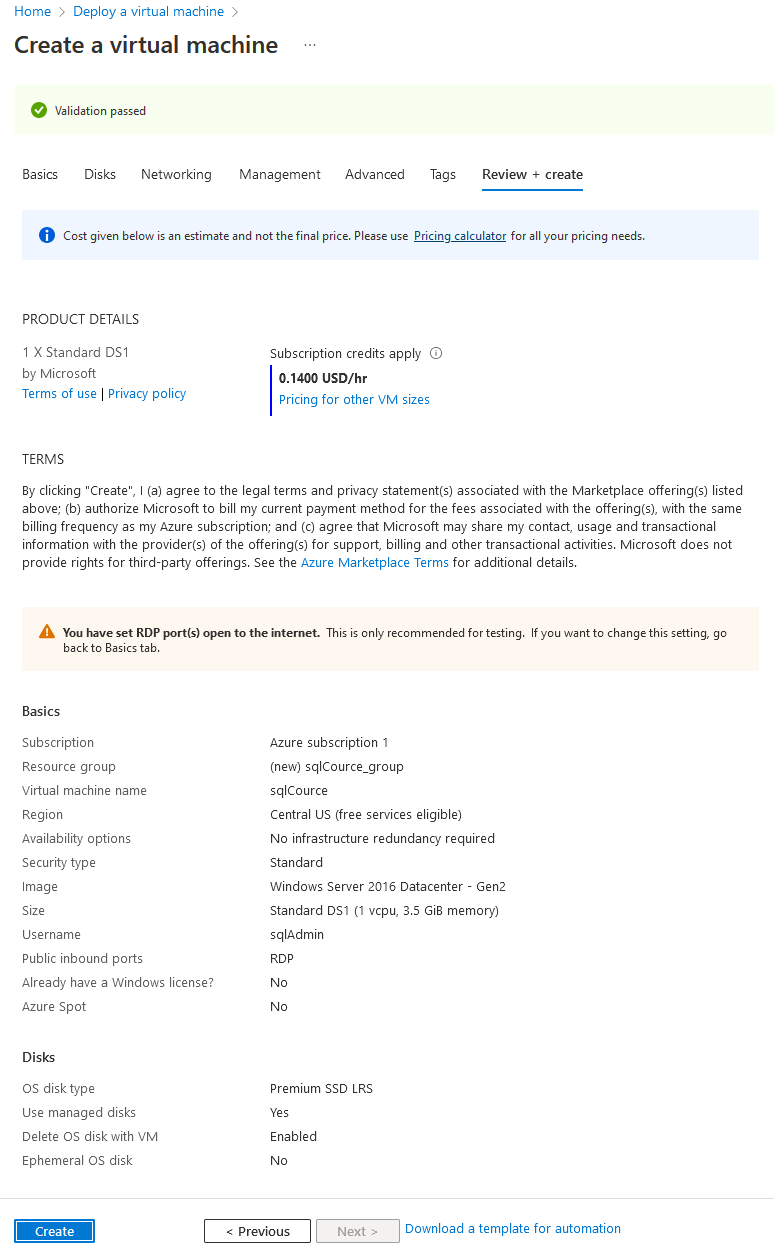 Home > Deploy a virtual machine >
Create a virtual machine ...
Validation passed
Basics Disks Networking Management Advanced Tags Review + create
Cost given below is an estimate and not the final price. Please use Pricing calculator for all your pricing needs.
PRODUCT DETAILS
1 X Standard DS1
by Microsoft
Terms of use | Privacy policy
Subscription credits apply
0.1400 USD/hr
Pricing for other VM sizes
TERMS
By clicking "Create", I (a) agree to the legal terms and privacy statement(s) associated with the Marketplace offering(s) listed
above; (b) authorize Microsoft to bill my current payment method for the fees associated with the offering(s), with the same
billing frequency as my Azure subscription; and (c) agree that Microsoft may share my contact, usage and transactional
information with the provider(s) of the offering(s) for support, billing and other transactional activities. Microsoft does not
provide rights for third-party offerings. See the Azure Marketplace Terms for additional details.
You have set RDP port(s) open to the internet. This is only recommended for testing. If you want to change this setting, go
back to Basics tab.
Basics
Subscription Azure subscription 1
Resource group (new) sqlCource_group
Virtual machine name sqlCource
Region Central US (free services eligible)
Availability options No infrastructure redundancy required
Security type Standard
Image Windows Server 2016 Datacenter - Gen2
Size Standard DS1 (1 vcpu, 3.5 GiB memory)
Username sqlAdmin
Public inbound ports RDP
Already have a Windows license? No
Azure Spot No
Disks
OS disk type Premium SSD LRS
Use managed disks Yes
Delete OS disk with VM Enabled
Ephemeral OS disk No
Create < Previous Next > Download a template for automation